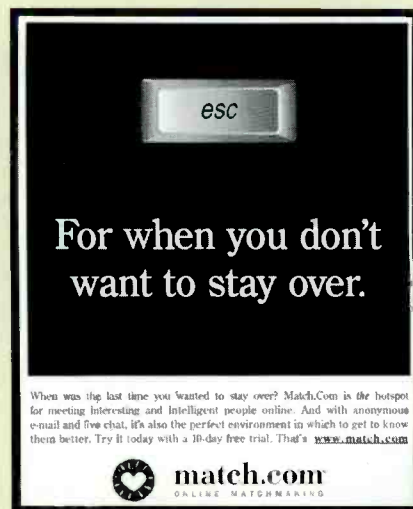 esc
For when you don't
want to stay over.
When was the last time you wanted to stay over? Match.Com is the hotspot
for meeting interesting and intelligent people online. And with anonymous
e-mail and live chat, it's also the perfect environment in which to get to know
them better. Try it today with a 10-day free trial. That's www.match.com
match.com
ONLINE MATCHMAKING